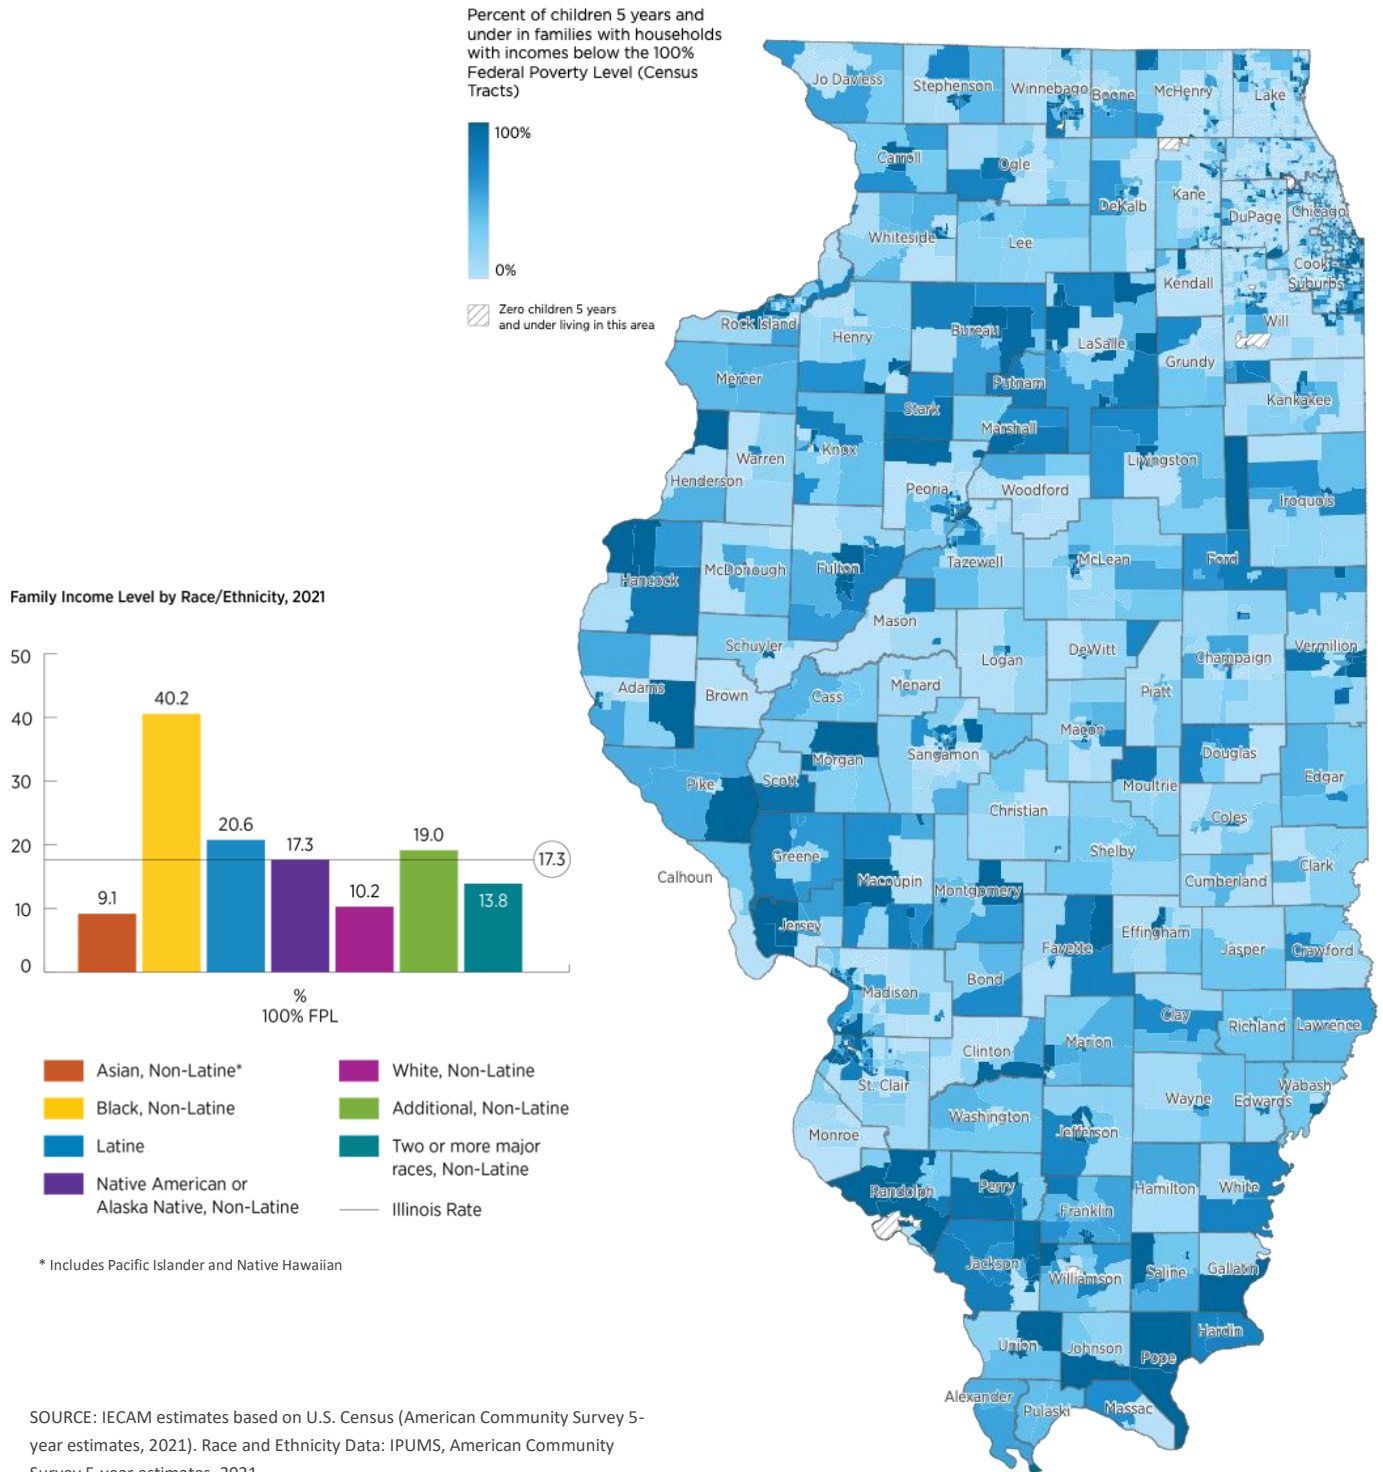 Percent of children 5 years and
under in families with households
with incomes below the 100%
Federal Poverty Level (Census
Tracts)
100%
0%
Zero children 5 years
and under living in this area
Jo Daviess
Stephenson
Winnebago
Boone
McHenry
Lake
Carroll
Ogle
DeKalb
Kane
DuPage
Chicago
Whiteside
Lee
Cook
Suburbs
Kendall
Rock Island
Henry
Bureau
LaSalle
Will
Grundy
Mercer
Putnam
Kankakee
Stark
Marshall
Knox
Warren
Livingston
Henderson
Peoria
Woodford
Iroquois
Hancock
McDonough
Fulton
Tazewell
McLean
Ford
Mason
Schuyler
Logan
DeWitt
Champaign
Vermilion
Adams
Brown
Cass
Menard
Piatt
Macon
Morgan
Sangamon
Douglas
Pike
Scott
Moultrie
Edgar
Christian
Coles
Greene
Shelby
Calhoun
Macoupin
Montgomery
Cumberland
Clark
Jersey
Fayette
Effingham
Jasper
Crawford
Madison
Bond
Clay
Richland
Lawrence
Clinton
Marion
St. Clair
Wayne
Edwards
Wabash
Washington
Monroe
Jefferson
Randolph
Perry
Hamilton
White
Franklin
Jackson
Williamson
Saline
Gallatin
Union
Johnson
Pope
Hardin
Alexander
Pulaski
Massac
Family Income Level by Race/Ethnicity, 2021
50
40
30
20
10
0
9.1
40.2
20.6
17.3
10.2
19.0
13.8
17.3
%
100% FPL
Asian, Non-Latine*
Black, Non-Latine
Latine
Native American or
Alaska Native, Non-Latine
White, Non-Latine
Additional, Non-Latine
Two or more major
races, Non-Latine
Illinois Rate
* Includes Pacific Islander and Native Hawaiian
SOURCE: IECAM estimates based on U.S. Census (American Community Survey 5-
year estimates, 2021). Race and Ethnicity Data: IPUMS, American Community
Survey 5-year estimates, 2021